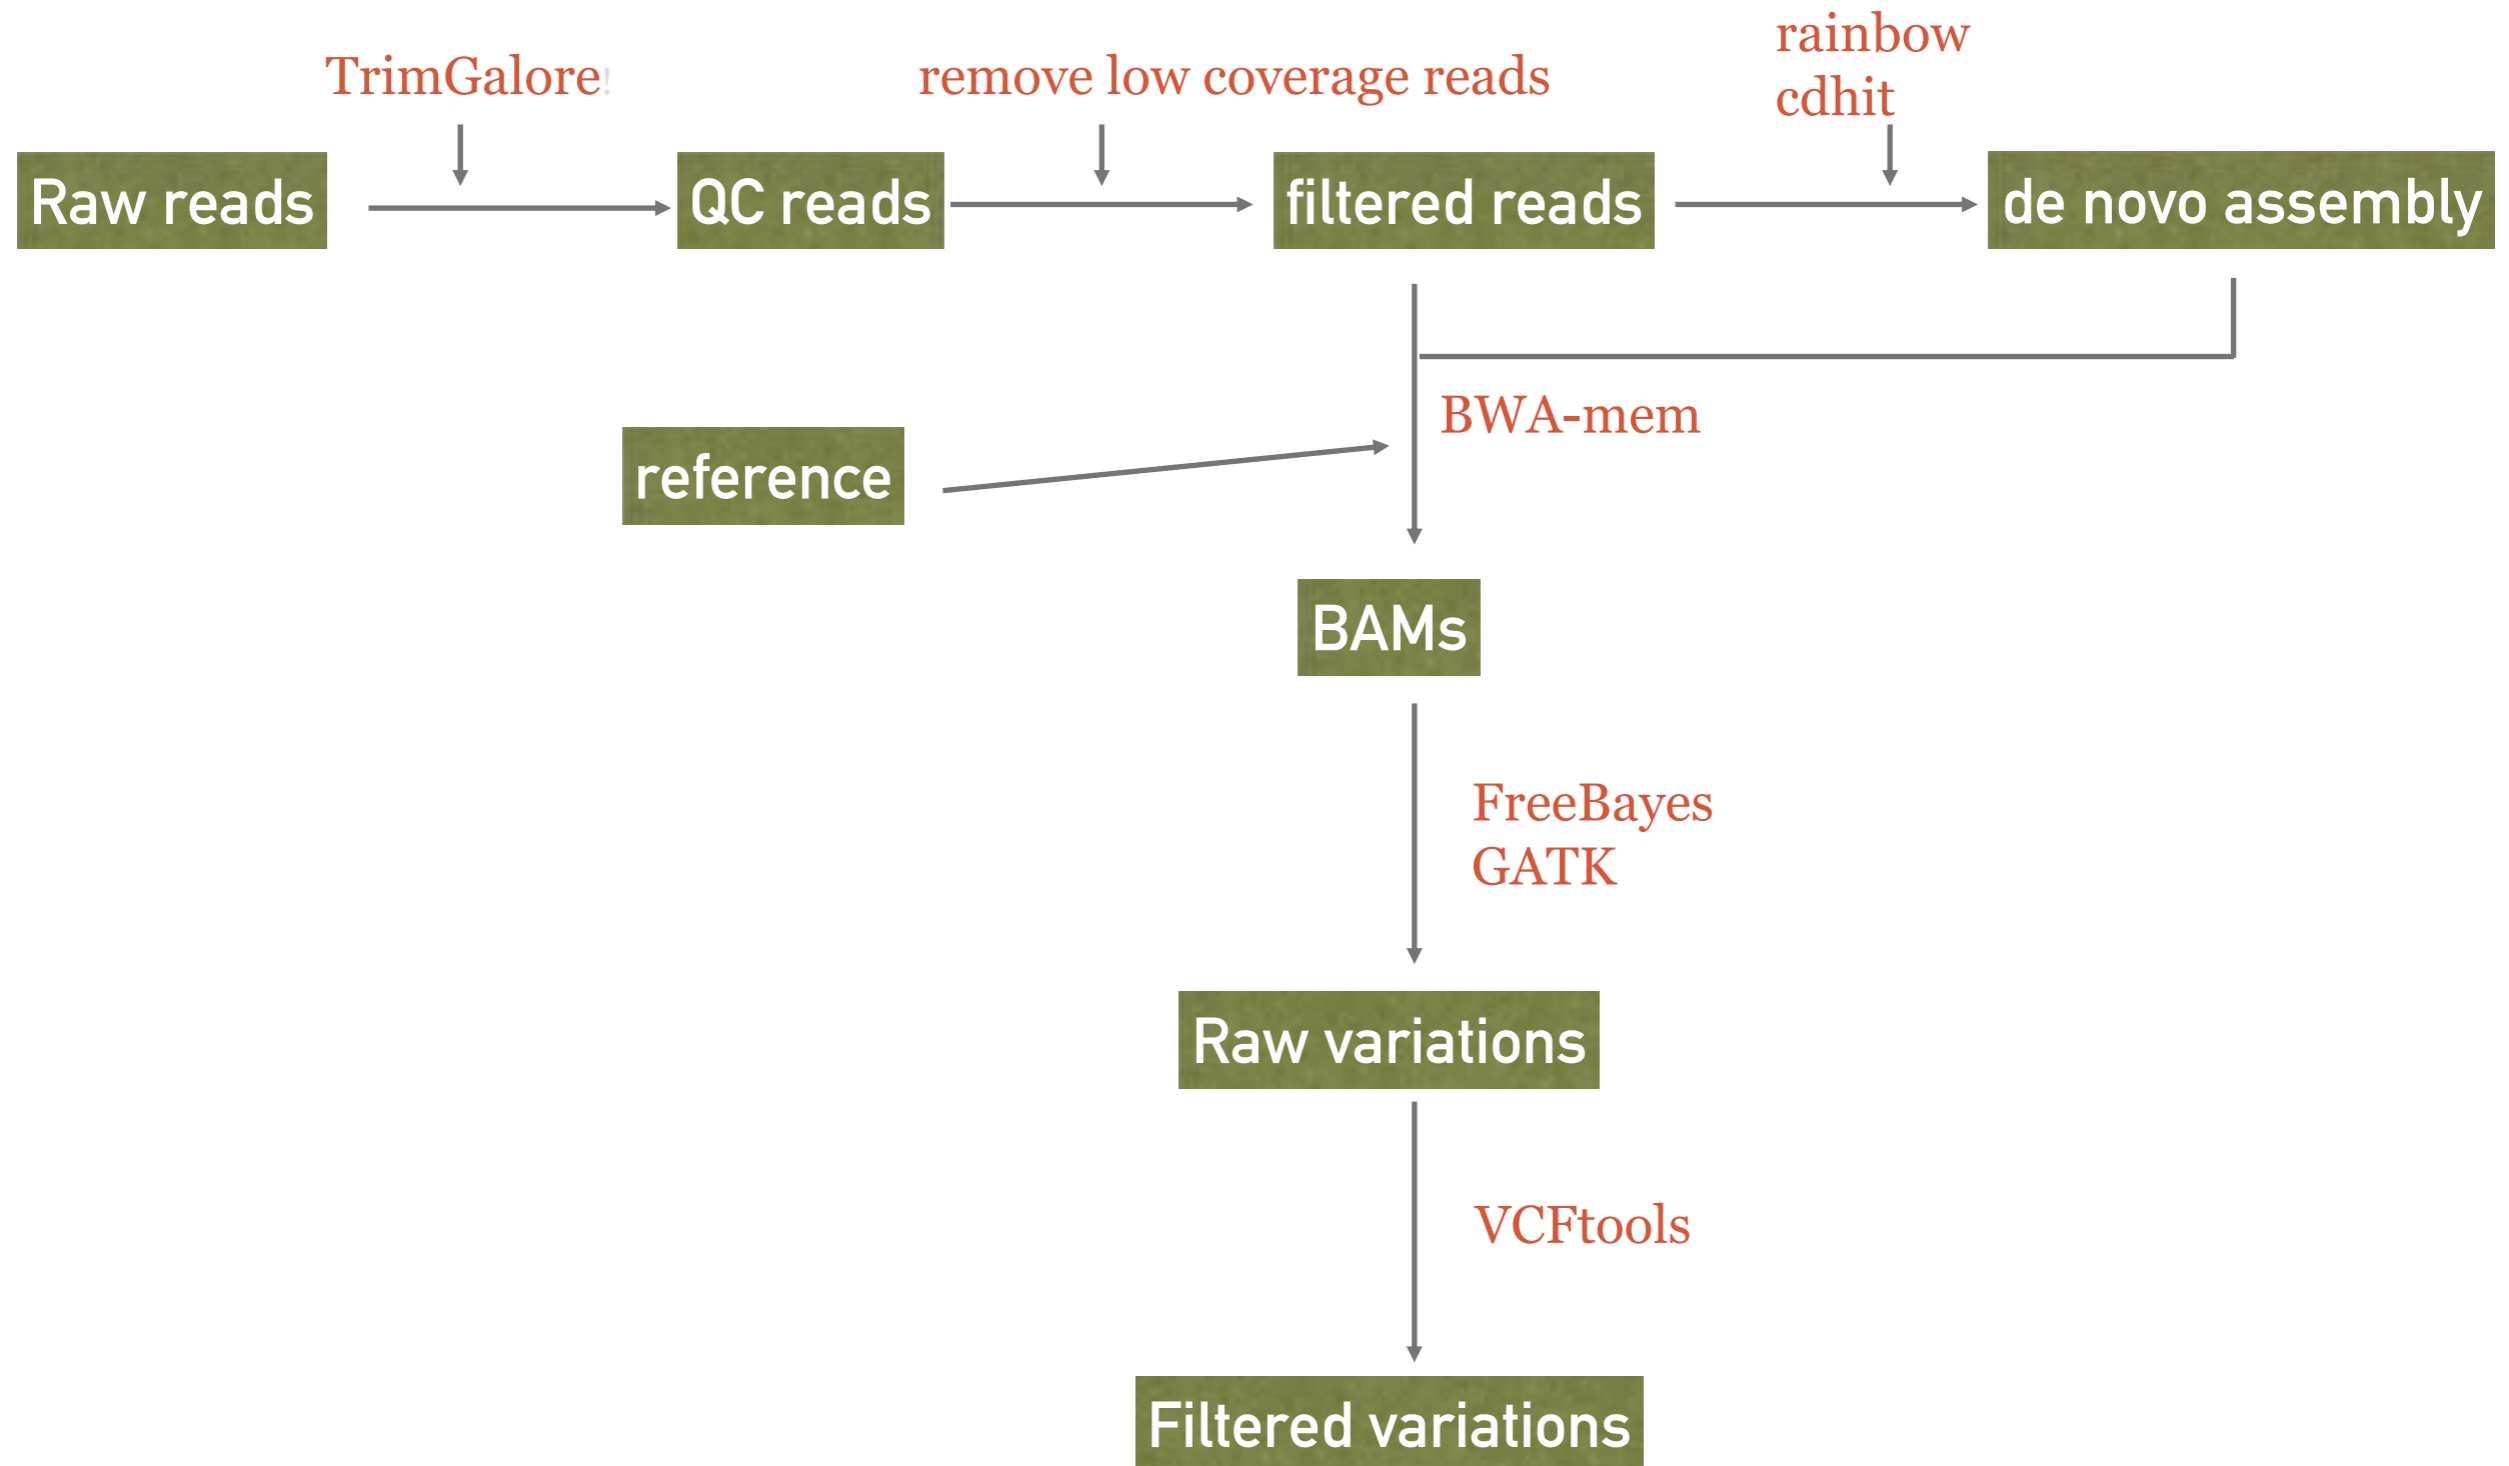 TrimGalore!
remove low coverage reads
rainbow
cdhit
Raw reads
QC reads
filtered reads
de novo assembly
BWA-mem
reference
BAMs
FreeBayes
GATK
Raw variations
VCFtools
Filtered variations